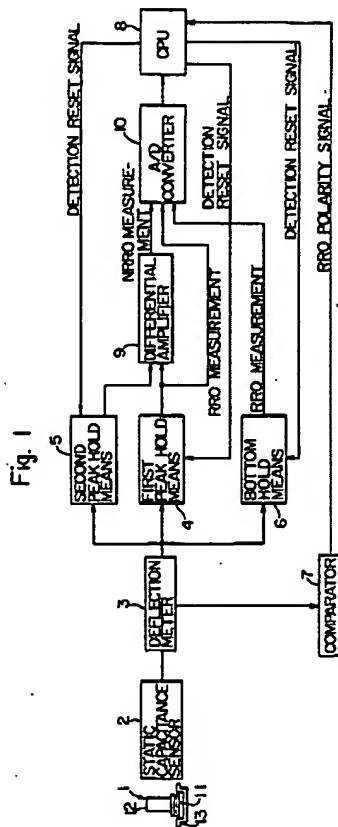 Fig. 1
1
12
11
13
2
STATIC
CAPACITANCE
SENSOR
3
DEFLECTION
METER
SECOND
PEAK HOLD
MEANS
5
FIRST
PEAK HOLD
MEANS
4
BOTTOM
HOLD
MEANS
6
COMPARATOR
7
9
DIFFERENTIAL
AMPLIFIER
NRRO MEASURE-
MENT
RRO MEASUREMENT
RRO MEASUREMENT
10
A/D
CONVERTER
8
CPU
DETECTION RESET SIGNAL
DETECTION
RESET SIGNAL
DETECTION RESET SIGNAL
RRO POLARITY SIGNAL